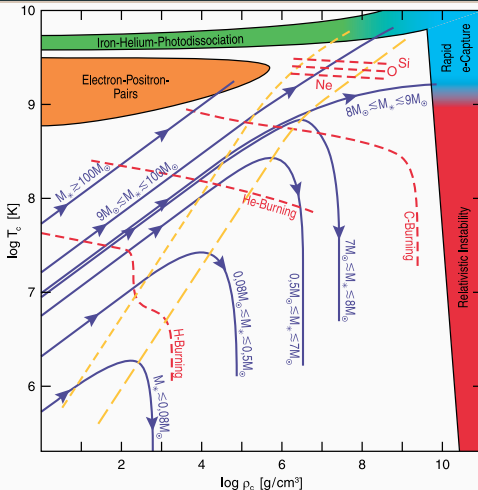 10
9
8
7
6
log T_c [K]
2
4
6
8
10
log ρ_c [g/cm³]
Iron-Helium-Photodissociation
Electron-Positron-
Pairs
Rapid
e-Capture
Relativistic Instability
Si
O
Ne
M⁎≥100M⊙
9M⊙≤M⁎≤100M⊙
8M⊙≤M⁎≤9M⊙
7M⊙≤M⁎≤8M⊙
0,5M⊙≤M⁎≤7M⊙
0,08M⊙≤M⁎≤0,5M⊙
M⁎≤0,08M⊙
He-Burning
C-Burning
H-Burning